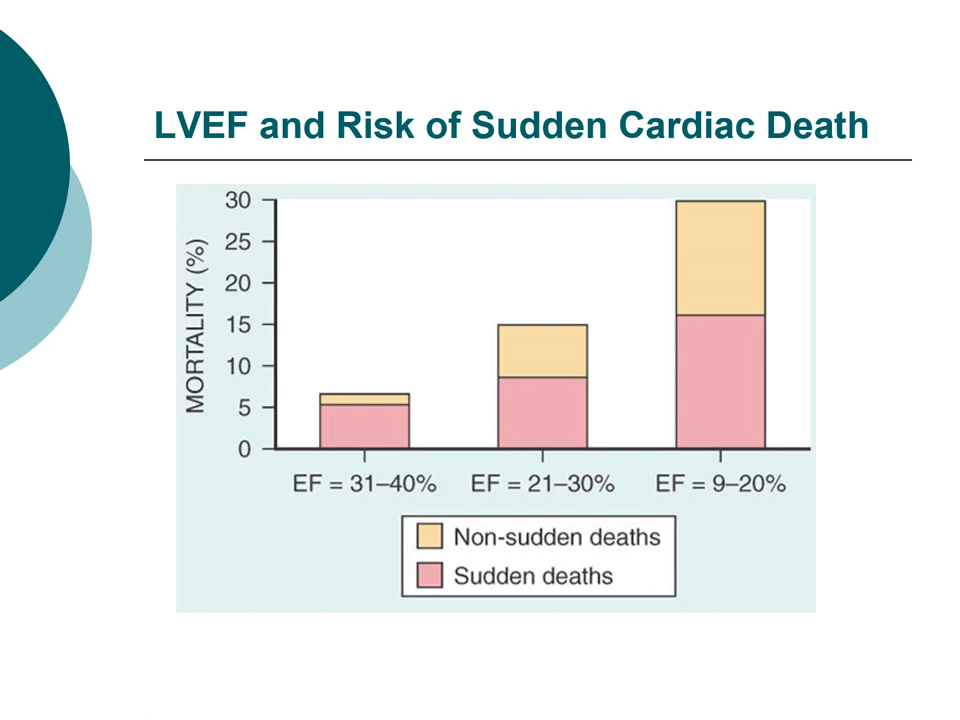 LVEF and Risk of Sudden Cardiac Death
MORTALITY (%)
30
25
20
15
10
5
0
EF = 31–40% EF = 21–30% EF = 9–20%
Non-sudden deaths
Sudden deaths